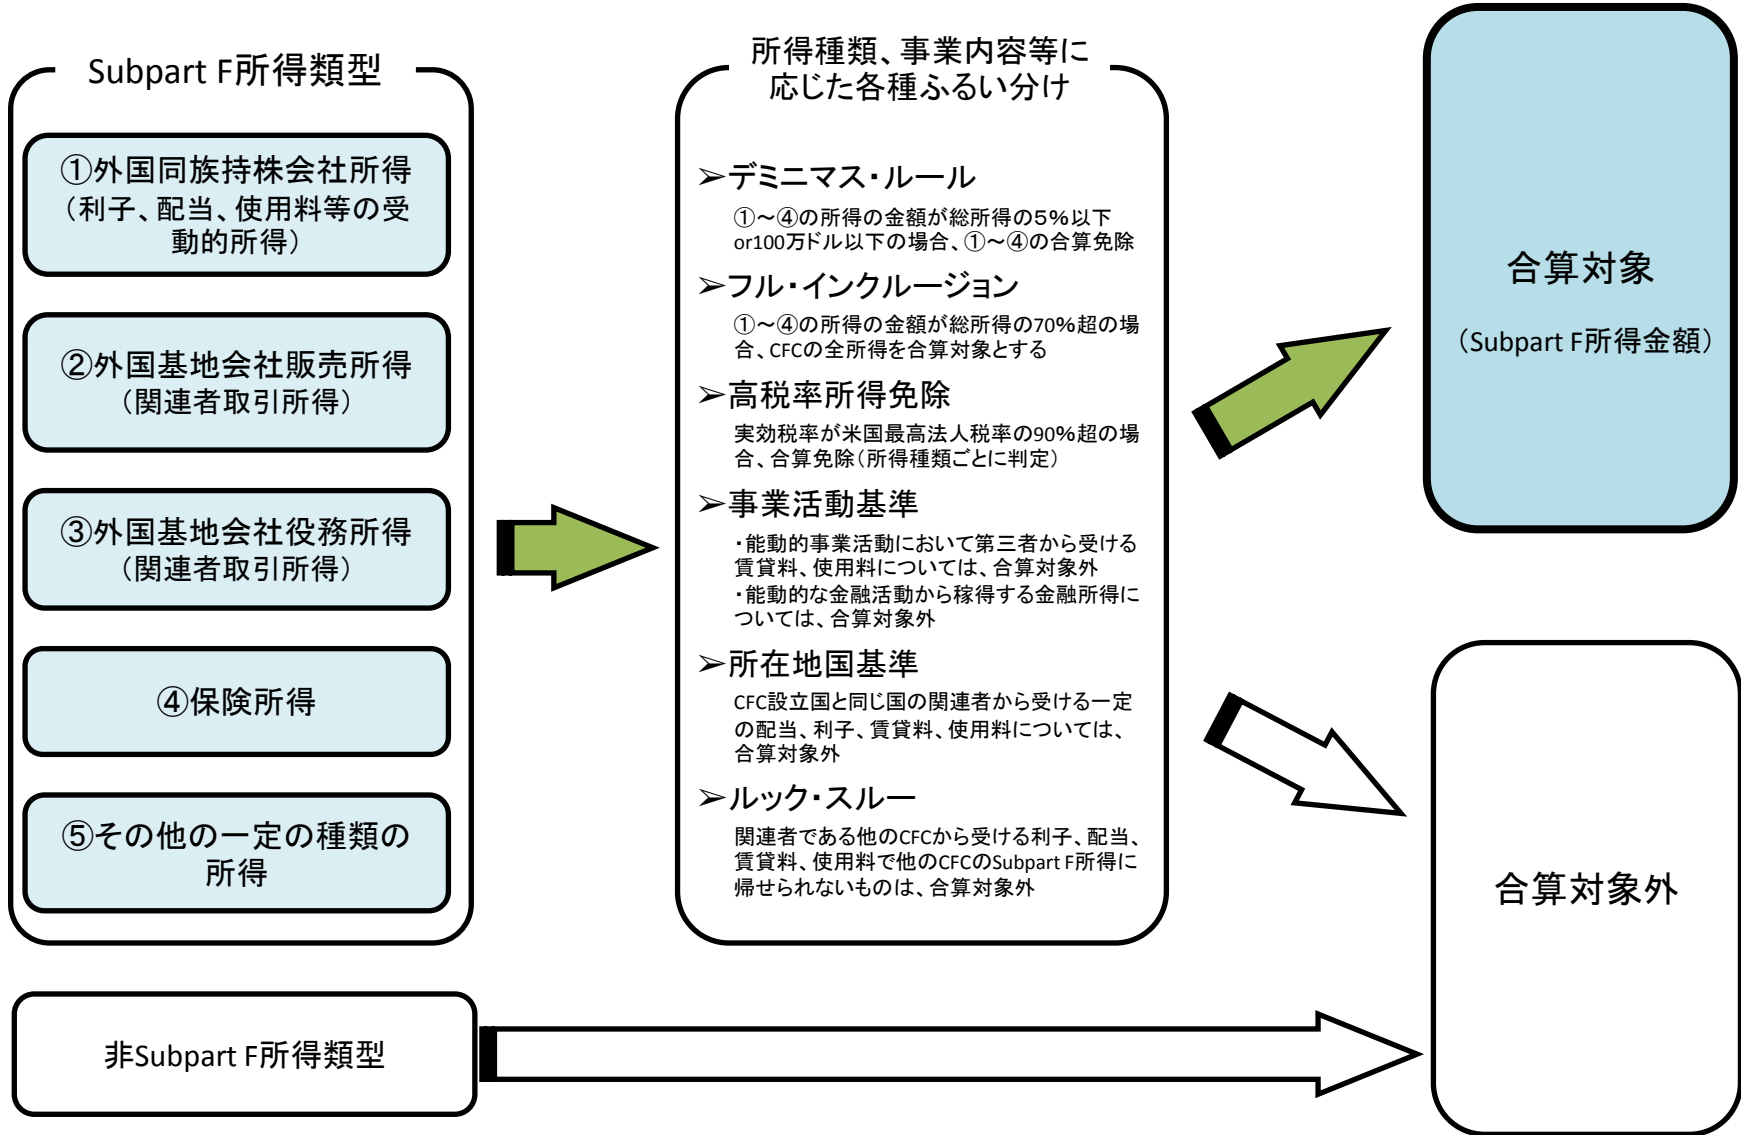 Subpart F所得類型
①外国同族持株会社所得
（利子、配当、使用料等の受
動的所得）
②外国基地会社販売所得
（関連者取引所得）
③外国基地会社役務所得
（関連者取引所得）
④保険所得
⑤その他の一定の種類の
所得
非Subpart F所得類型
所得種類、事業内容等に
応じた各種ふるい分け
➢デミニマス・ルール
①～④の所得の金額が総所得の５％以下
or100万ドル以下の場合、①～④の合算免除
➢フル・インクルージョン
①～④の所得の金額が総所得の70％超の場
合、CFCの全所得を合算対象とする
➢高税率所得免除
実効税率が米国最高法人税率の90％超の場
合、合算免除（所得種類ごとに判定）
➢事業活動基準
・能動的事業活動において第三者から受ける
賃貸料、使用料については、合算対象外
・能動的な金融活動から稼得する金融所得に
ついては、合算対象外
➢所在地国基準
CFC設立国と同じ国の関連者から受ける一定
の配当、利子、賃貸料、使用料については、
合算対象外
➢ルック・スルー
関連者である他のCFCから受ける利子、配当、
賃貸料、使用料で他のCFCのSubpart F所得に
帰せられないものは、合算対象外
合算対象
（Subpart F所得金額）
合算対象外